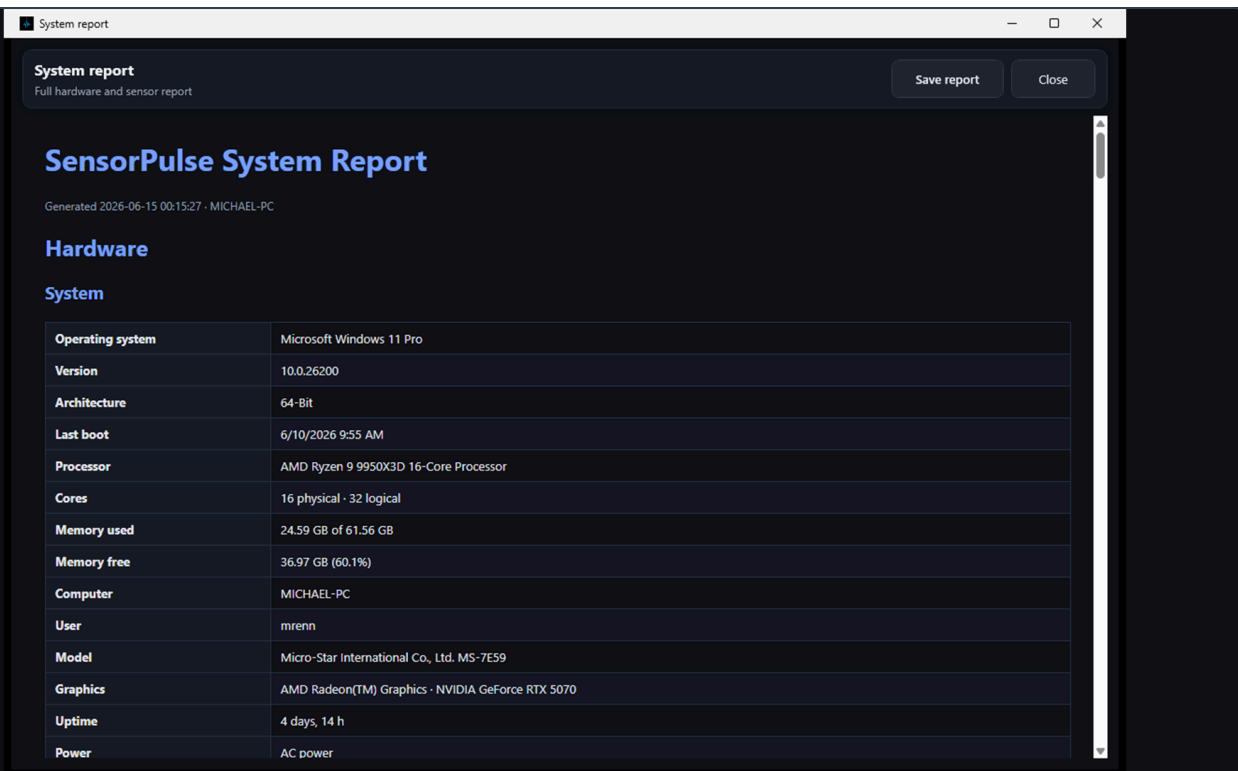 System report
System report
Full hardware and sensor report
Save report
Close
SensorPulse System Report
Generated 2026-06-15 00:15:27 · MICHAEL-PC
Hardware
System
Operating system Microsoft Windows 11 Pro
Version 10.0.26200
Architecture 64-Bit
Last boot 6/10/2026 9:55 AM
Processor AMD Ryzen 9 9950X3D 16-Core Processor
Cores 16 physical · 32 logical
Memory used 24.59 GB of 61.56 GB
Memory free 36.97 GB (60.1%)
Computer MICHAEL-PC
User mrenn
Model Micro-Star International Co., Ltd. MS-7E59
Graphics AMD Radeon(TM) Graphics · NVIDIA GeForce RTX 5070
Uptime 4 days, 14 h
Power AC power